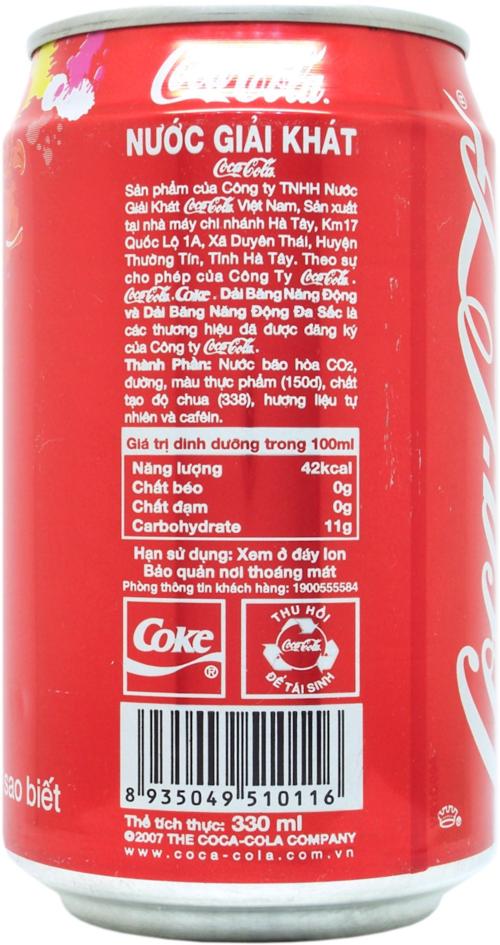 Coca-Cola.
NƯỚC GIẢI KHÁT
Coca-Cola.
Sản phẩm của Công ty TNHH Nước
Giải Khát Coca-Cola Việt Nam, Sản xuất
tại nhà máy chi nhánh Hà Tây, Km17
Quốc Lộ 1A, Xã Duyên Thái, Huyện
Thường Tín, Tỉnh Hà Tây. Theo sự
cho phép của Công Ty Coca-Cola.
Coca-Cola, Coke, Dải Băng Năng Động
và Dải Băng Năng Động Đa Sắc là
các thương hiệu đã được đăng ký
của Công ty Coca-Cola.
Thành Phần: Nước bão hòa CO2,
đường, màu thực phẩm (150d), chất
tạo độ chua (338), hương liệu tự
nhiên và cafêin.
Giá trị dinh dưỡng trong 100ml
Năng lượng 42kcal
Chất béo 0g
Chất đạm 0g
Carbohydrate 11g
Hạn sử dụng: Xem ở đáy lon
Bảo quản nơi thoáng mát
Phòng thông tin khách hàng: 1900555584
Coke ®
THU HỒI
Coca-Cola
ĐỂ TÁI SINH
8 935049 510116
sao biết
Thể tích thực: 330 ml
©2007 THE COCA-COLA COMPANY
www.coca-cola.com.vn